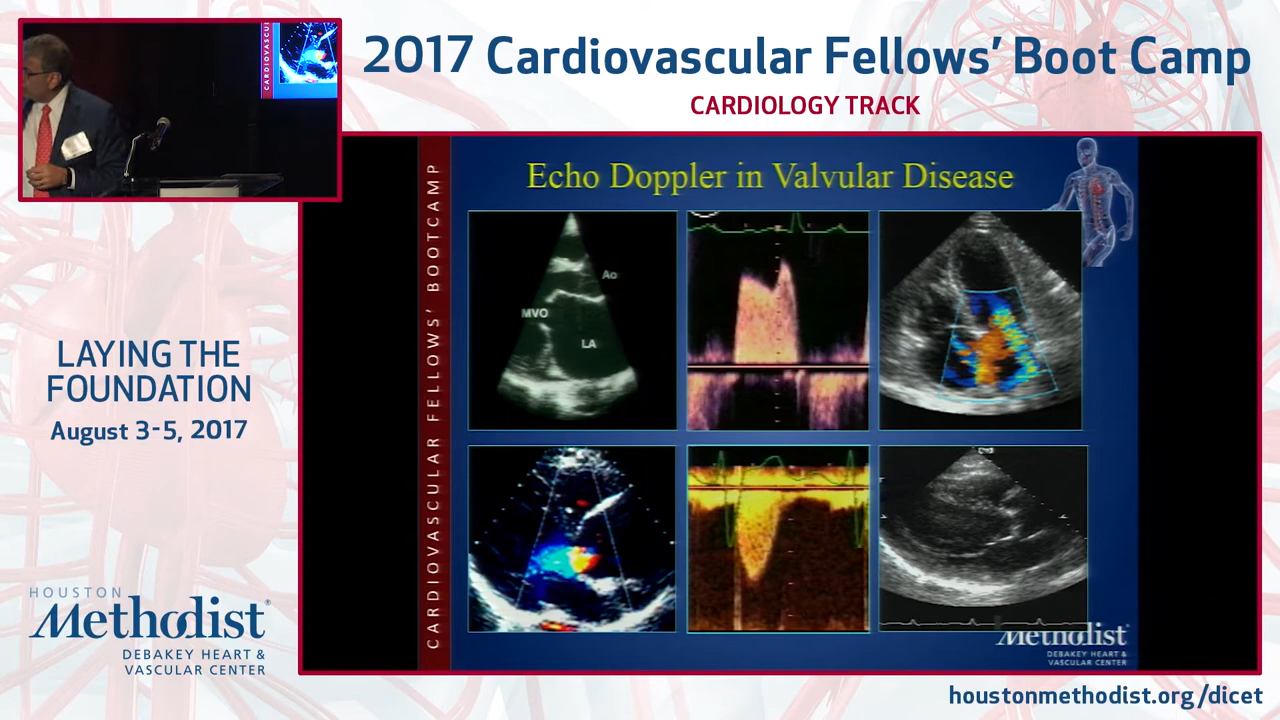 2017 Cardiovascular Fellows’ Boot Camp
CARDIOLOGY TRACK
LAYING THE
FOUNDATION
August 3-5, 2017
HOUSTON
Methodist®
DEBAKEY HEART &
VASCULAR CENTER
CARDIOVASCULAR FELLOWS’ BOOTCAMP
Echo Doppler in Valvular Disease
Ao
MVO
LA
Methodist
DEBAKEY HEART &
VASCULAR CENTER
houstonmethodist.org/dicet